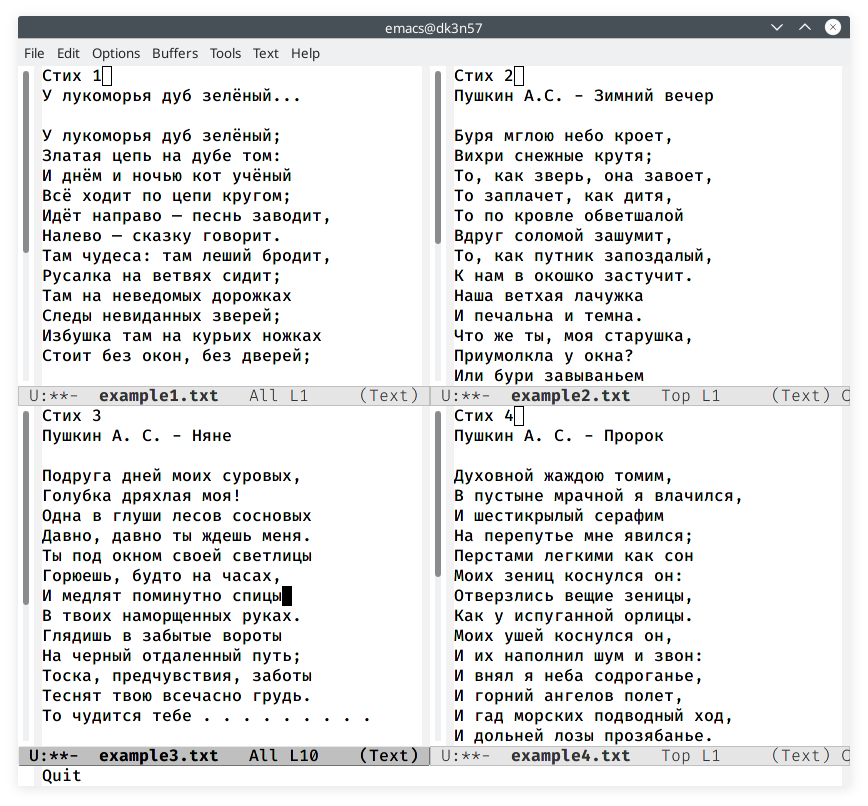 emacs@dk3n57
File Edit Options Buffers Tools Text Help
Стих 1
У лукоморья дуб зелёный...
У лукоморья дуб зелёный;
Златая цепь на дубе том:
И днём и ночью кот учёный
Всё ходит по цепи кругом;
Идёт направо — песнь заводит,
Налево — сказку говорит.
Там чудеса: там леший бродит,
Русалка на ветвях сидит;
Там на неведомых дорожках
Следы невиданных зверей;
Избушка там на курьих ножках
Стоит без окон, без дверей;
U:**- example1.txt All L1 (Text)
Стих 2
Пушкин А.С. - Зимний вечер
Буря мглою небо кроет,
Вихри снежные крутя;
То, как зверь, она завоет,
То заплачет, как дитя,
То по кровле обветшалой
Вдруг соломой зашумит,
То, как путник запоздалый,
К нам в окошко застучит.
Наша ветхая лачужка
И печальна и темна.
Что же ты, моя старушка,
Приумолкла у окна?
Или бури завываньем
U:**- example2.txt Top L1 (Text) C
Стих 3
Пушкин А. С. - Няне
Подруга дней моих суровых,
Голубка дряхлая моя!
Одна в глуши лесов сосновых
Давно, давно ты ждешь меня.
Ты под окном своей светлицы
Горюешь, будто на часах,
И медлят поминутно спицы
В твоих наморщенных руках.
Глядишь в забытые вороты
На черный отдаленный путь;
Тоска, предчувствия, заботы
Теснят твою всечасно грудь.
То чудится тебе . . . . . . . . .
U:**- example3.txt All L10 (Text)
Стих 4
Пушкин А. С. - Пророк
Духовной жаждою томим,
В пустыне мрачной я влачился,
И шестикрылый серафим
На перепутье мне явился;
Перстами легкими как сон
Моих зениц коснулся он:
Отверзлись вещие зеницы,
Как у испуганной орлицы.
Моих ушей коснулся он,
И их наполнил шум и звон:
И внял я неба содроганье,
И горний ангелов полет,
И гад морских подводный ход,
И дольней лозы прозябанье.
U:**- example4.txt Top L1 (Text) C
Quit